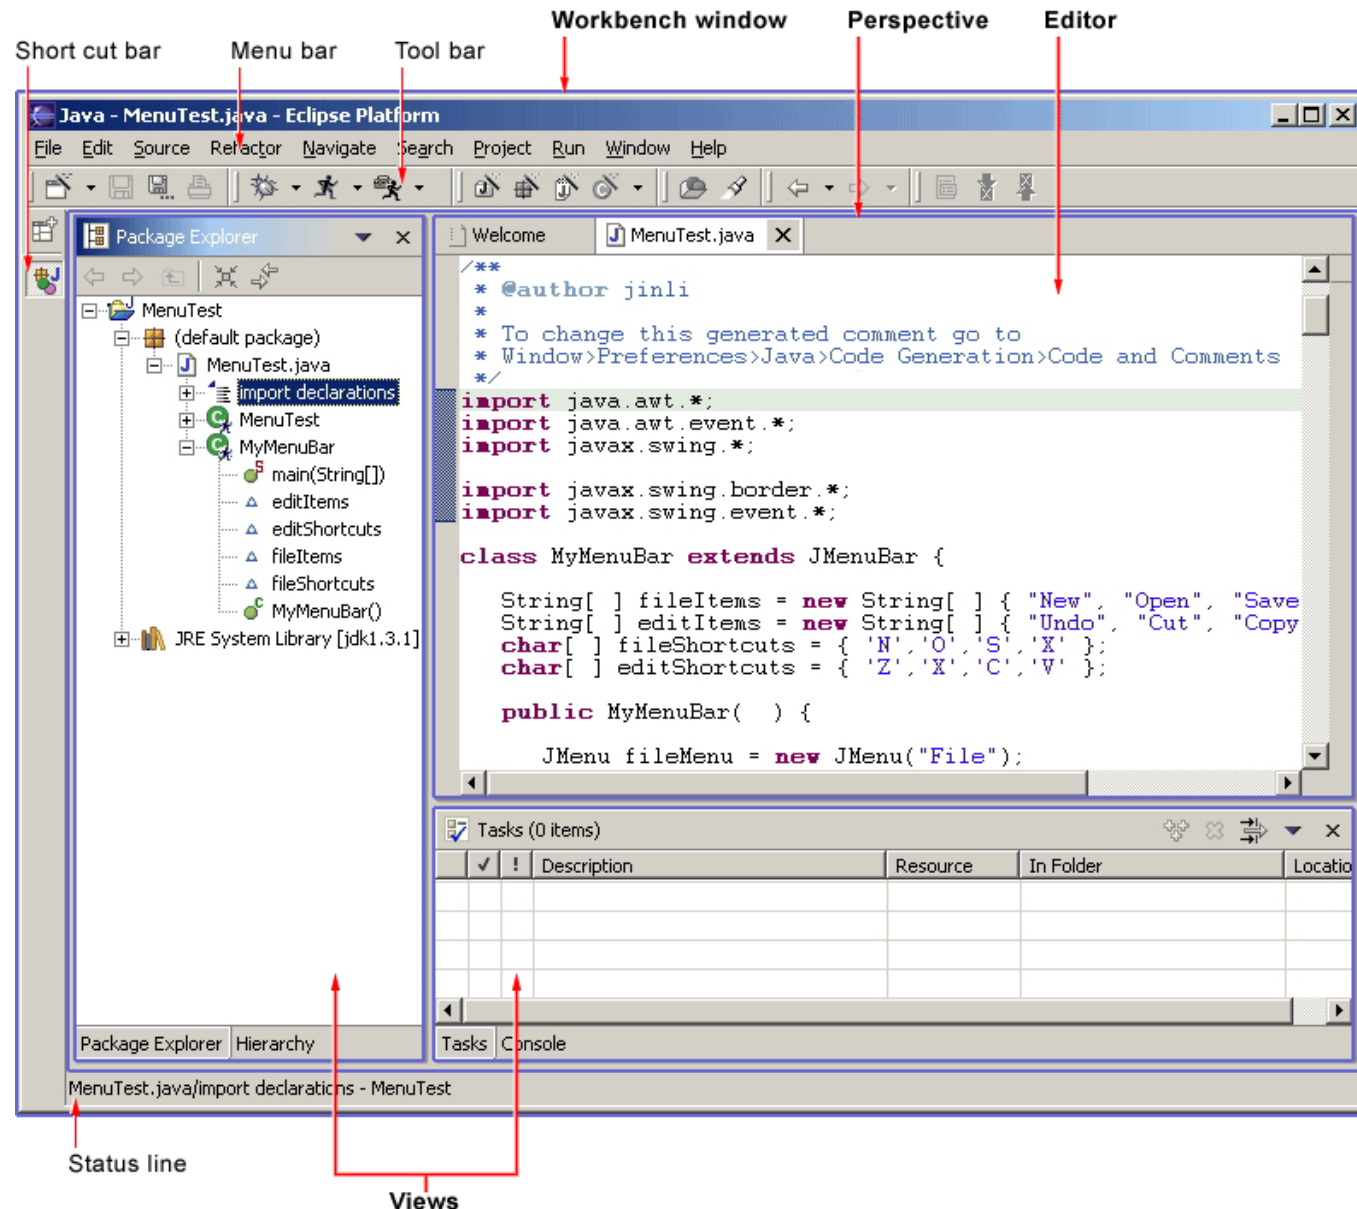 Workbench window Perspective Editor
Short cut bar Menu bar Tool bar
Java - MenuTest.java - Eclipse Platform
File Edit Source Refactor Navigate Search Project Run Window Help
Package Explorer
MenuTest
(default package)
MenuTest.java
import declarations
MenuTest
MyMenuBar
main(String[])
editItems
editShortcuts
fileItems
fileShortcuts
MyMenuBar()
JRE System Library [jdk1.3.1]
Package Explorer Hierarchy
Welcome MenuTest.java
/**
* @author jinli
*
* To change this generated comment go to
* Window>Preferences>Java>Code Generation>Code and Comments
*/
import java.awt.*;
import java.awt.event.*;
import javax.swing.*;
import javax.swing.border.*;
import javax.swing.event.*;
class MyMenuBar extends JMenuBar {
String[ ] fileItems = new String[ ] { "New", "Open", "Save
String[ ] editItems = new String[ ] { "Undo", "Cut", "Copy
char[ ] fileShortcuts = { 'N','O','S','X' };
char[ ] editShortcuts = { 'Z','X','C','V' };
public MyMenuBar( ) {
JMenu fileMenu = new JMenu("File");
Tasks (0 items)
! Description Resource In Folder Locatio
Tasks Console
MenuTest.java/import declarations - MenuTest
Status line
Views